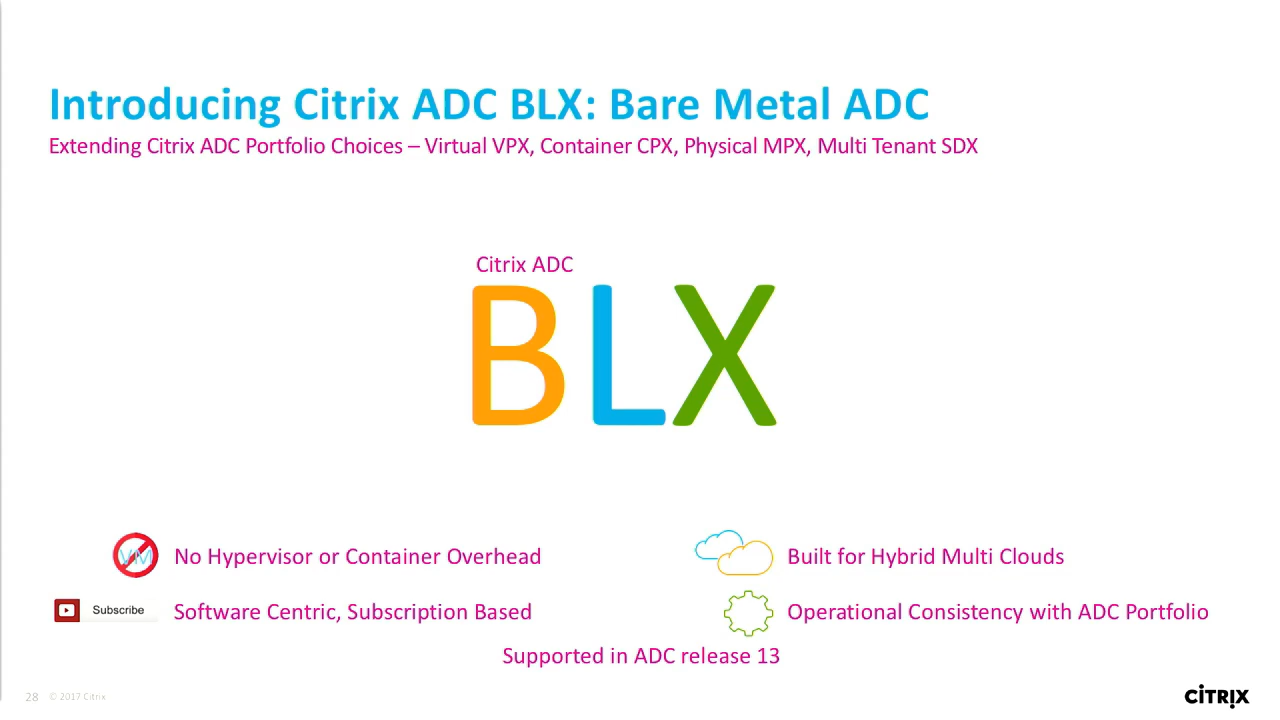 Introducing Citrix ADC BLX: Bare Metal ADC
Extending Citrix ADC Portfolio Choices – Virtual VPX, Container CPX, Physical MPX, Multi Tenant SDX
Citrix ADC
BLX
VM
No Hypervisor or Container Overhead
Built for Hybrid Multi Clouds
Subscribe
Software Centric, Subscription Based
Operational Consistency with ADC Portfolio
Supported in ADC release 13
28 © 2017 Citrix
CITRIX